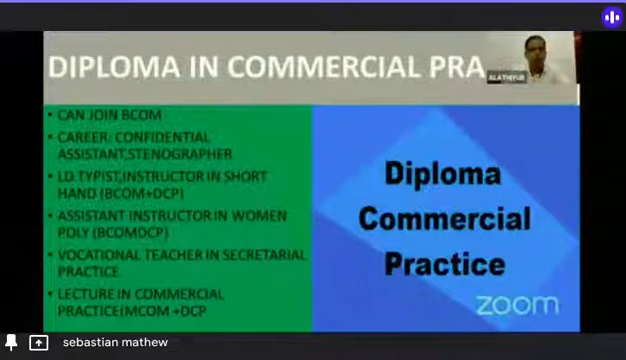 DIPLOMA IN COMMERCIAL PRA
ALATHIYUR
• CAN JOIN BCOM
• CAREER: CONFIDENTIAL
ASSISTANT,STENOGRAPHER
• LD TYPIST,INSTRUCTOR IN SHORT
HAND (BCOM+DCP)
• ASSISTANT INSTRUCTOR IN WOMEN
POLY (BCOMDCP)
• VOCATIONAL TEACHER IN SECRETARIAL
PRACTICE
• LECTURE IN COMMERCIAL
PRACTICE(MCOM +DCP
Diploma
Commercial
Practice
zoom
sebastian mathew